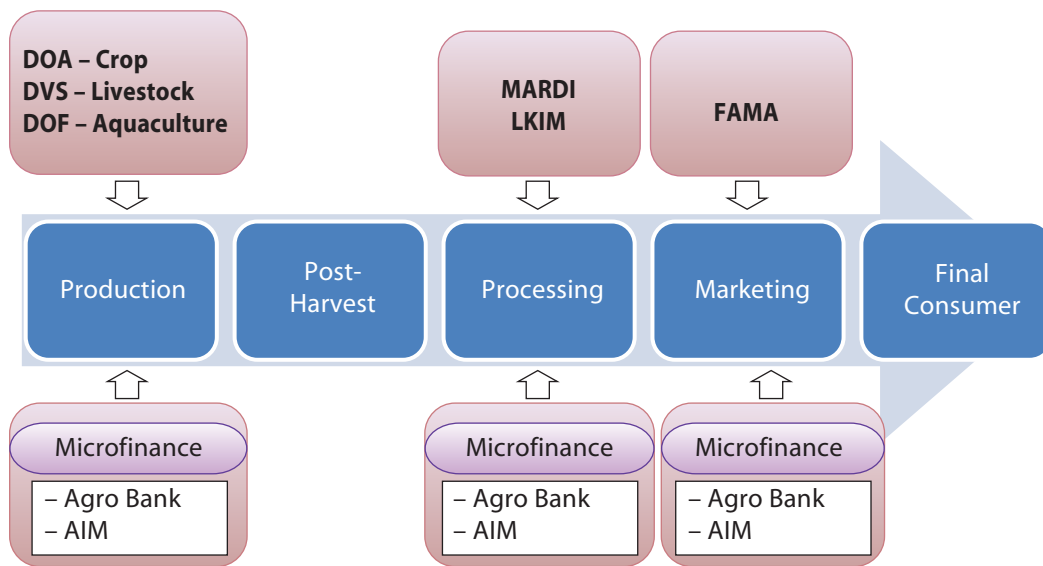 DOA – Crop
DVS – Livestock
DOF – Aquaculture
MARDI
LKIM
FAMA
Production
Post-
Harvest
Processing
Marketing
Final
Consumer
Microfinance
– Agro Bank
– AIM
Microfinance
– Agro Bank
– AIM
Microfinance
– Agro Bank
– AIM